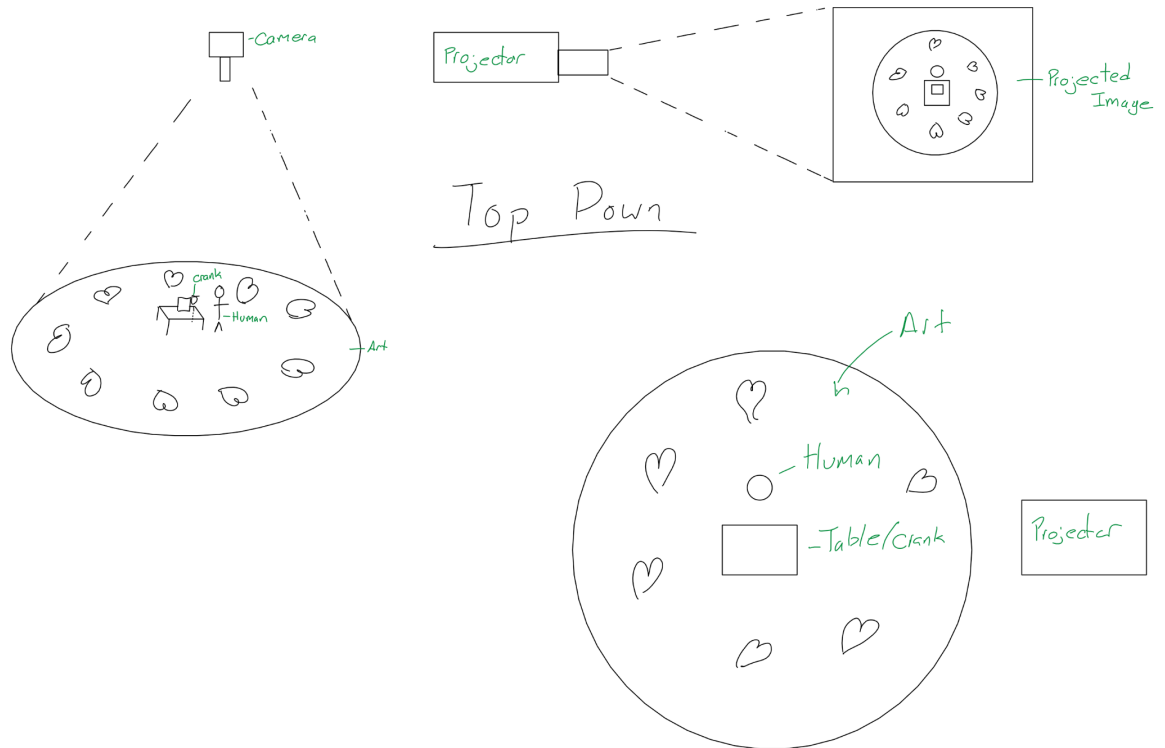 Camera
Projector
Projected
Image
Top Down
crank
Human
Art
Art
Human
Table/Crank
Projector